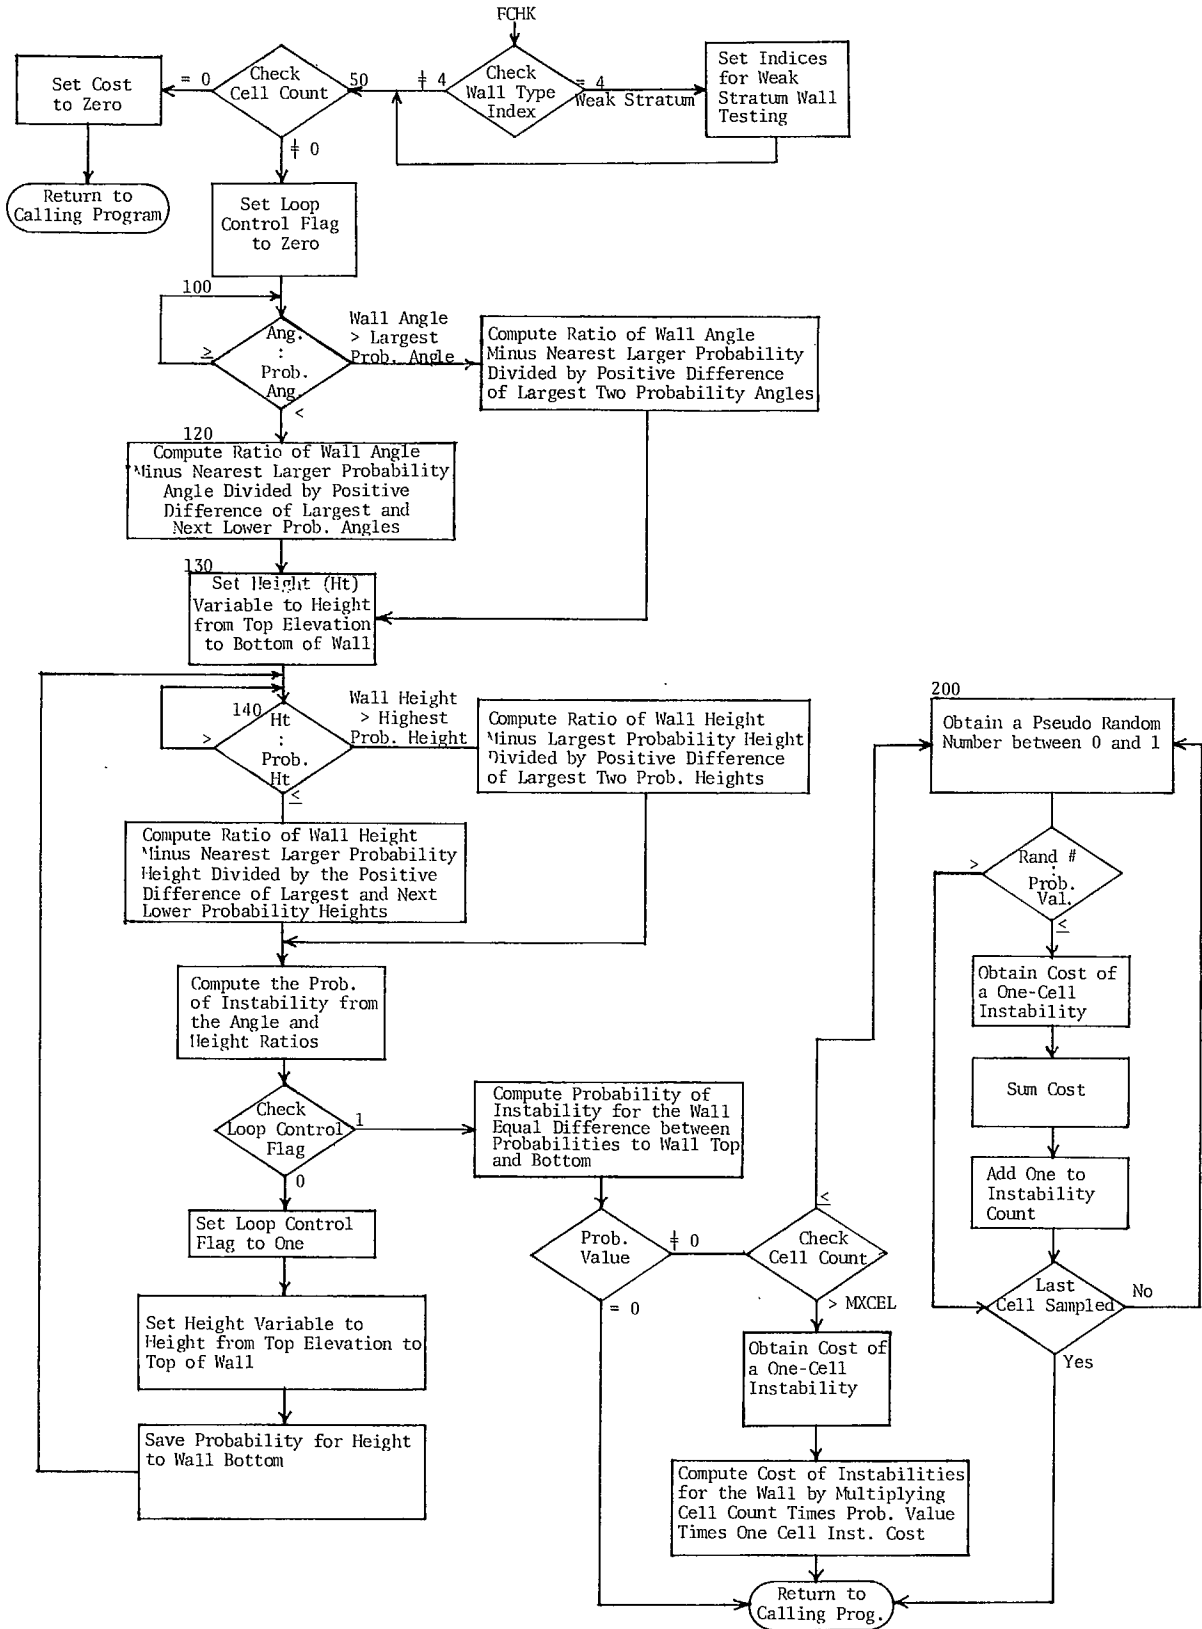 FCHK
Check
Wall Type
Index
= 4
Weak Stratum
Set Indices
for Weak
Stratum Wall
Testing
≠ 4
50
Check
Cell Count
= 0
Set Cost
to Zero
Return to
Calling Program
≠ 0
Set Loop
Control Flag
to Zero
100
Ang.
:
Prob.
Ang.
≥
<
Wall Angle
> Largest
Prob. Angle
Compute Ratio of Wall Angle
Minus Nearest Larger Probability
Divided by Positive Difference
of Largest Two Probability Angles
120
Compute Ratio of Wall Angle
Minus Nearest Larger Probability
Angle Divided by Positive
Difference of Largest and
Next Lower Prob. Angles
130
Set Height (Ht)
Variable to Height
from Top Elevation
to Bottom of Wall
140
Ht
:
Prob.
Ht
>
≤
Wall Height
> Highest
Prob. Height
Compute Ratio of Wall Height
Minus Largest Probability Height
Divided by Positive Difference
of Largest Two Prob. Heights
Compute Ratio of Wall Height
Minus Nearest Larger Probability
Height Divided by the Positive
Difference of Largest and Next
Lower Probability Heights
Compute the Prob.
of Instability from
the Angle and
Height Ratios
Check
Loop Control
Flag
1
0
Set Loop Control
Flag to One
Set Height Variable to
Height from Top Elevation to
Top of Wall
Save Probability for Height
to Wall Bottom
Compute Probability of
Instability for the Wall
Equal Difference between
Probabilities to Wall Top
and Bottom
Prob.
Value
≠ 0
= 0
Check
Cell Count
≤
> MXCEL
Obtain Cost of
a One-Cell
Instability
Compute Cost of Instabilities
for the Wall by Multiplying
Cell Count Times Prob. Value
Times One Cell Inst. Cost
Return to
Calling Prog.
200
Obtain a Pseudo Random
Number between 0 and 1
Rand #
:
Prob.
Val.
>
≤
Obtain Cost of
a One-Cell
Instability
Sum Cost
Add One to
Instability
Count
Last
Cell Sampled
No
Yes